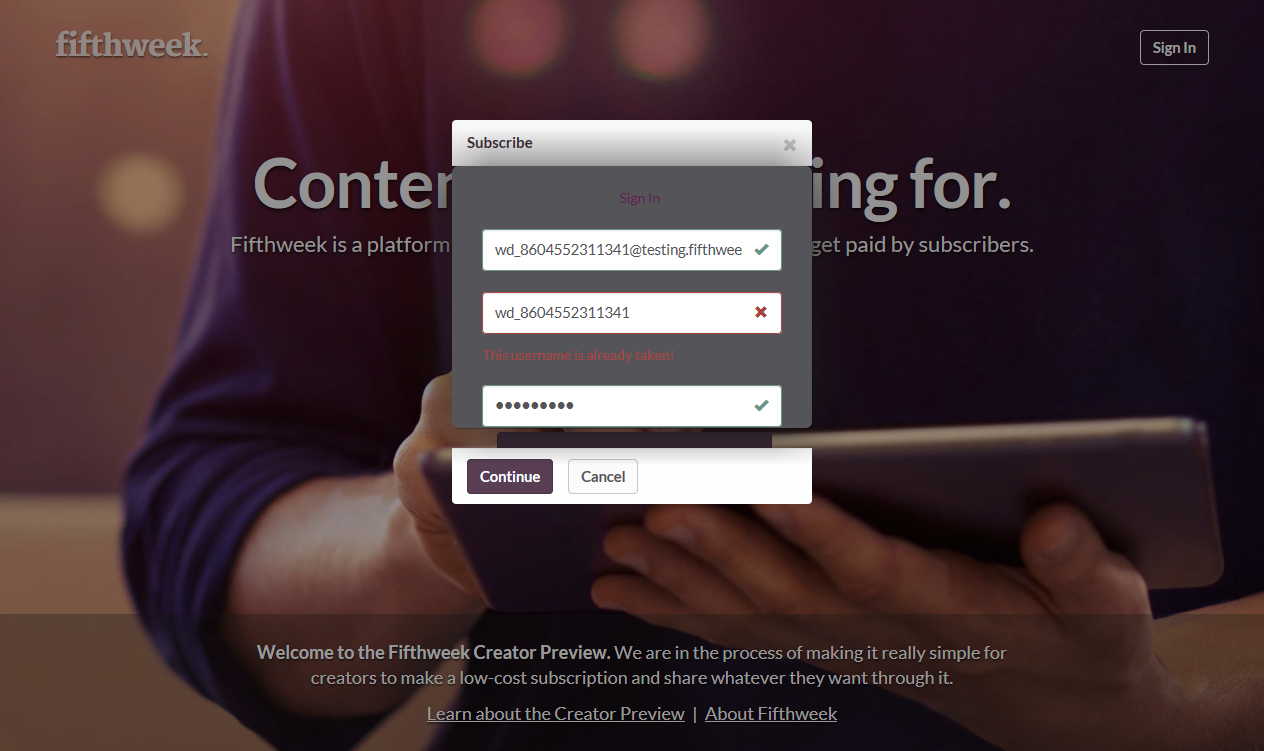 fifthweek.
Sign In
Subscribe
Sign In
ing for.
Fifthweek is a platform
get paid by subscribers.
wd_8604552311341@testing.fifthwee
wd_8604552311341
This username is already taken!
•••••••••
Continue
Cancel
Welcome to the Fifthweek Creator Preview. We are in the process of making it really simple for
creators to make a low-cost subscription and share whatever they want through it.
Learn about the Creator Preview | About Fifthweek